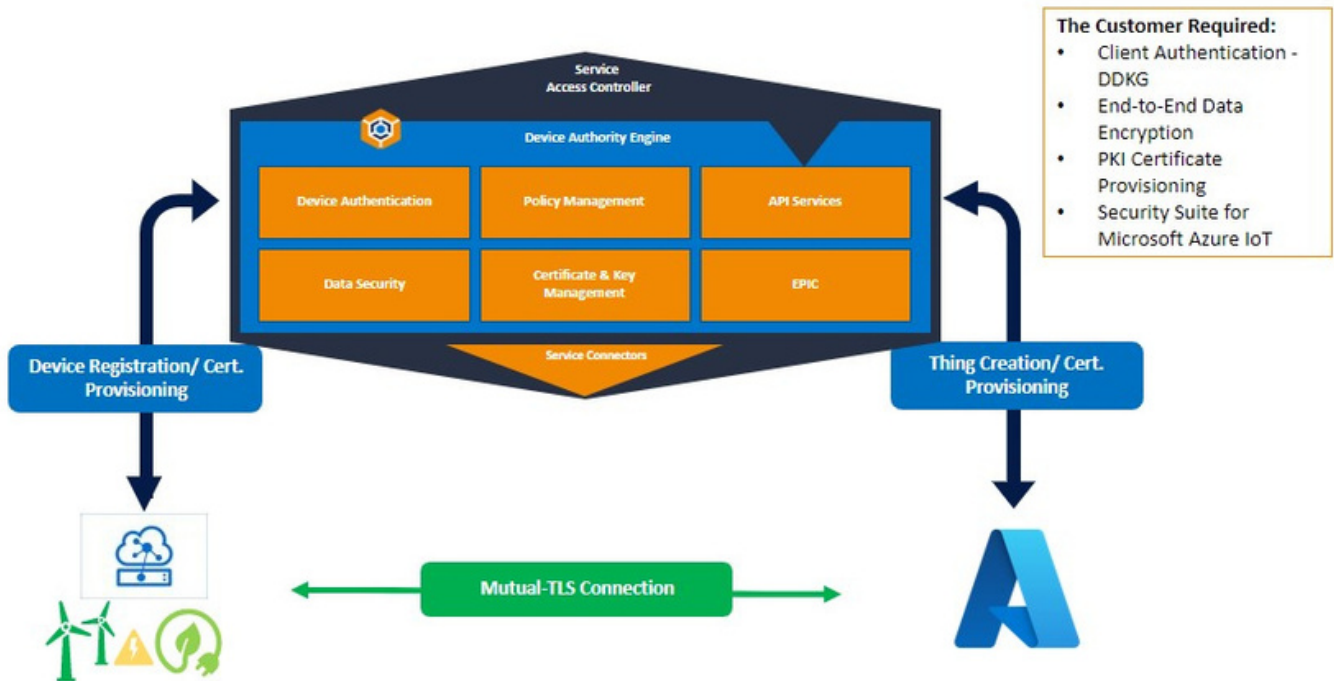 The Customer Required:
• Client Authentication -
DDKG
• End-to-End Data
Encryption
• PKI Certificate
Provisioning
• Security Suite for
Microsoft Azure IoT
Service
Access Controller
Device Authority Engine
Device Authentication
Policy Management
API Services
Data Security
Certificate & Key
Management
EPIC
Service Connectors
Device Registration/ Cert.
Provisioning
Thing Creation/ Cert.
Provisioning
Mutual-TLS Connection